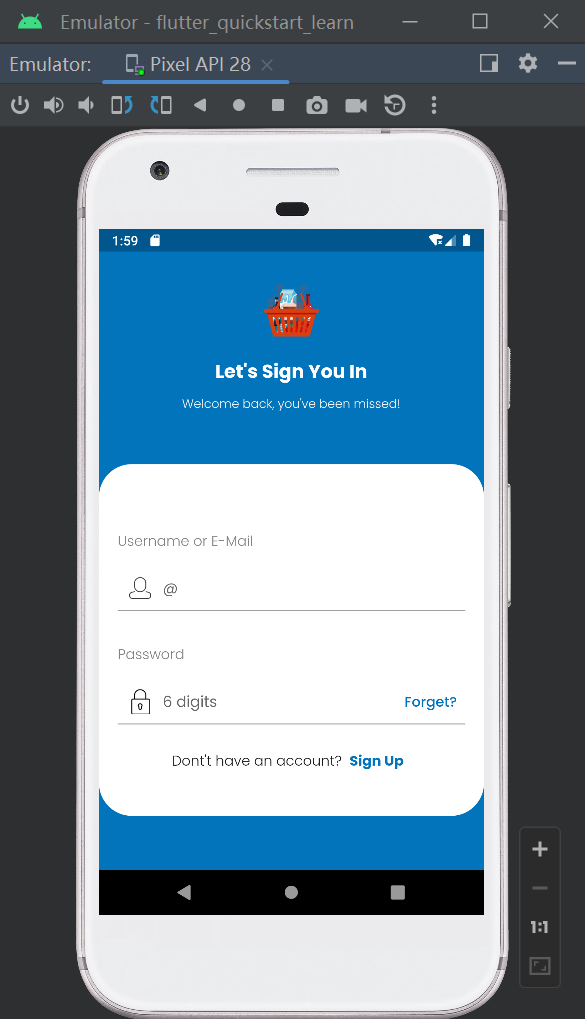 Emulator - flutter_quickstart_learn
Emulator: Pixel API 28
1:59
Let's Sign You In
Welcome back, you've been missed!
Username or E-Mail
@
Password
6 digits Forget?
Dont't have an account? Sign Up
1:1